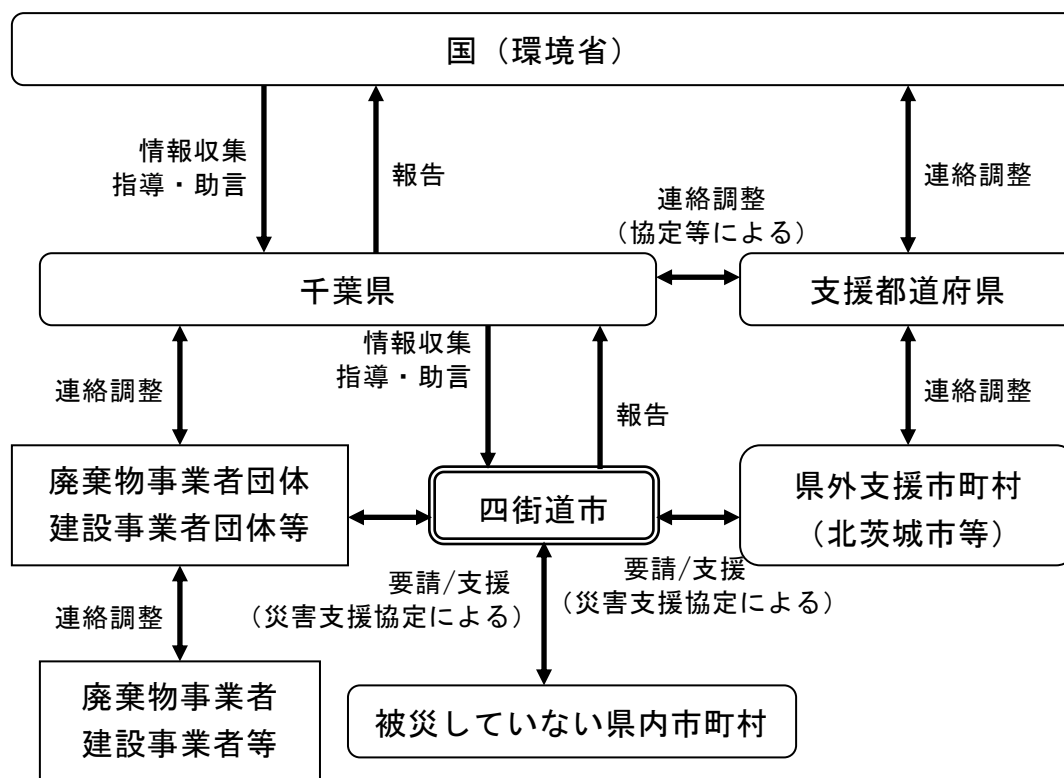 国（環境省）
情報収集
指導・助言
報告
連絡調整
連絡調整
（協定等による）
千葉県
支援都道府県
連絡調整
情報収集
指導・助言
報告
連絡調整
廃棄物事業者団体
建設事業者団体等
四街道市
県外支援市町村
（北茨城市等）
連絡調整
要請/支援
（災害支援協定による）
要請/支援
（災害支援協定による）
廃棄物事業者
建設事業者等
被災していない県内市町村